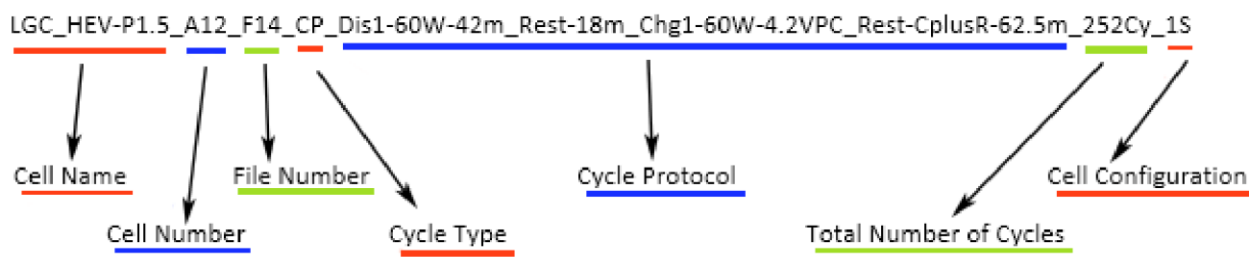 LGC_HEV-P1.5_A12_F14_CP_Dis1-60W-42m_Rest-18m_Chg1-60W-4.2VPC_Rest-CplusR-62.5m_252Cy_1S
Cell Name File Number Cycle Protocol Cell Configuration
Cell Number Cycle Type Total Number of Cycles